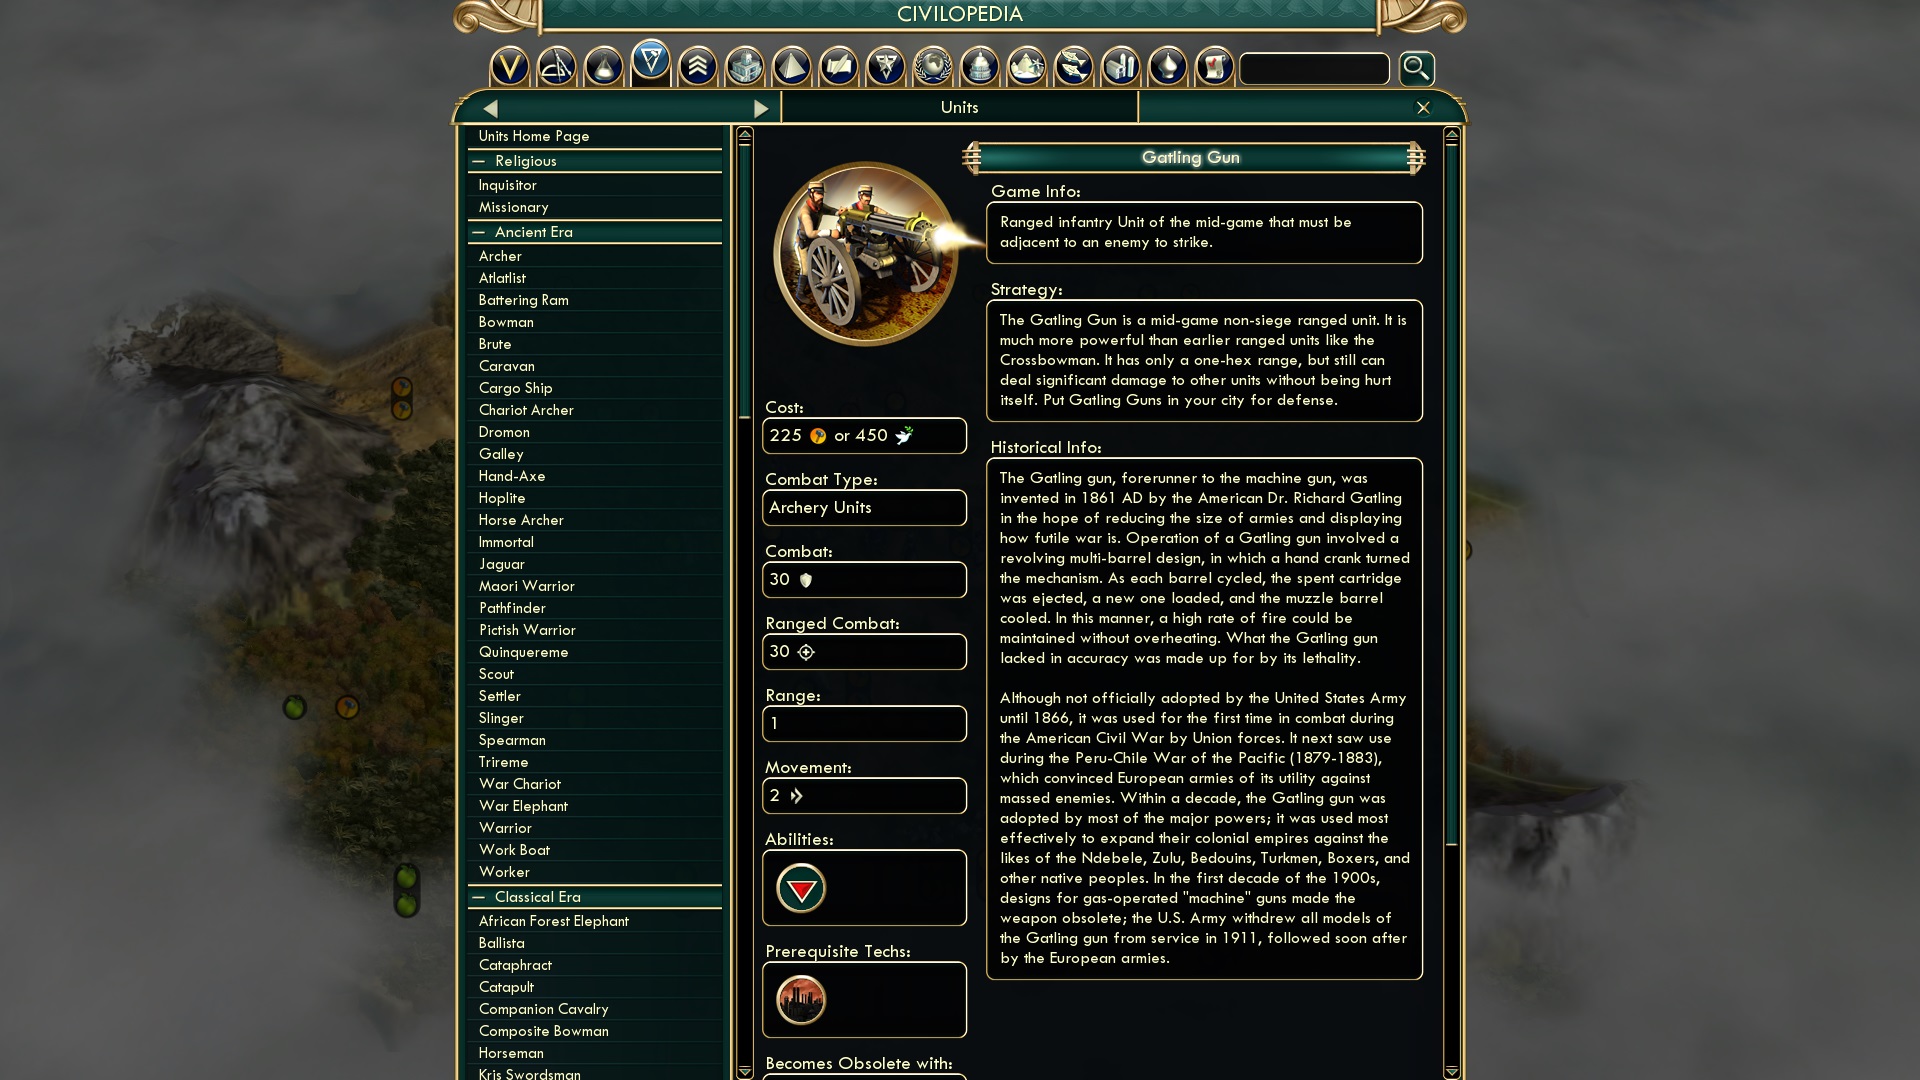 CIVILOPEDIA
Units
Units Home Page
Religious
Inquisitor
Missionary
Ancient Era
Archer
Atlatlist
Battering Ram
Bowman
Brute
Caravan
Cargo Ship
Chariot Archer
Dromon
Galley
Hand-Axe
Hoplite
Horse Archer
Immortal
Jaguar
Maori Warrior
Pathfinder
Pictish Warrior
Quinquereme
Scout
Settler
Slinger
Spearman
Trireme
War Chariot
War Elephant
Warrior
Work Boat
Worker
Classical Era
African Forest Elephant
Ballista
Cataphract
Catapult
Companion Cavalry
Composite Bowman
Horseman
Kris Swordsman
Cost:
225 or 450
Combat Type:
Archery Units
Combat:
30
Ranged Combat:
30
Range:
1
Movement:
2
Abilities:
Prerequisite Techs:
Becomes Obsolete with:
Gatling Gun
Game Info:
Ranged infantry Unit of the mid-game that must be
adjacent to an enemy to strike.
Strategy:
The Gatling Gun is a mid-game non-siege ranged unit. It is
much more powerful than earlier ranged units like the
Crossbowman. It has only a one-hex range, but still can
deal significant damage to other units without being hurt
itself. Put Gatling Guns in your city for defense.
Historical Info:
The Gatling gun, forerunner to the machine gun, was
invented in 1861 AD by the American Dr. Richard Gatling
in the hope of reducing the size of armies and displaying
how futile war is. Operation of a Gatling gun involved a
revolving multi-barrel design, in which a hand crank turned
the mechanism. As each barrel cycled, the spent cartridge
was ejected, a new one loaded, and the muzzle barrel
cooled. In this manner, a high rate of fire could be
maintained without overheating. What the Gatling gun
lacked in accuracy was made up for by its lethality.
Although not officially adopted by the United States Army
until 1866, it was used for the first time in combat during
the American Civil War by Union forces. It next saw use
during the Peru-Chile War of the Pacific (1879-1883),
which convinced European armies of its utility against
massed enemies. Within a decade, the Gatling gun was
adopted by most of the major powers; it was used most
effectively to expand their colonial empires against the
likes of the Ndebele, Zulu, Bedouins, Turkmen, Boxers, and
other native peoples. In the first decade of the 1900s,
designs for gas-operated "machine" guns made the
weapon obsolete; the U.S. Army withdrew all models of
the Gatling gun from service in 1911, followed soon after
by the European armies.